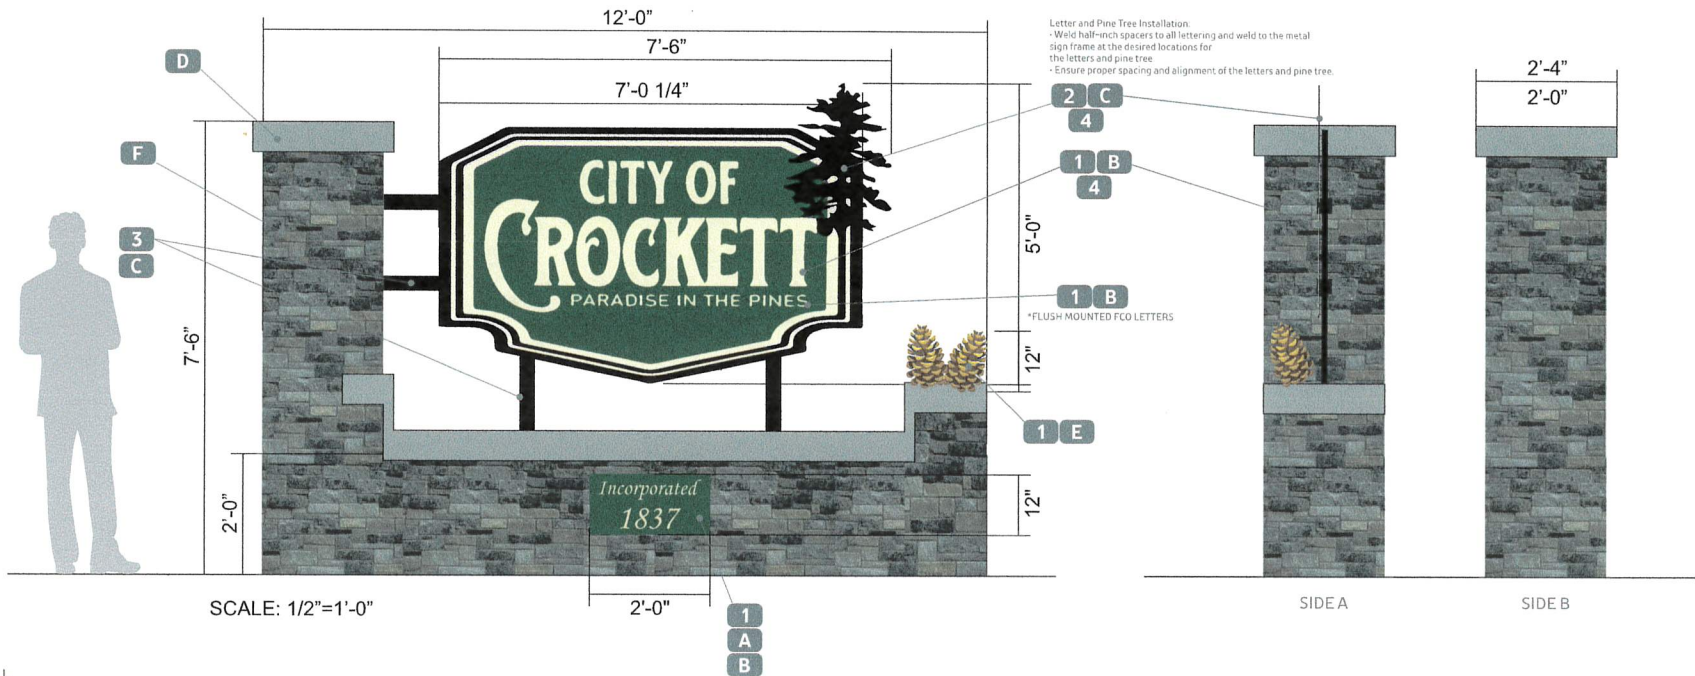 12'-0"
7'-6"
7'-0 1/4"
Letter and Pine Tree Installation:
- Weld half-inch spacers to all lettering and weld to the metal
sign frame at the desired locations for
the letters and pine tree
- Ensure proper spacing and alignment of the letters and pine tree.
2'-4"
2'-0"
D
2 C
4
F
1 B
4
3
C
CITY OF
CROCKETT
PARADISE IN THE PINES
5'-0"
1 B
*FLUSH MOUNTED FCO LETTERS
7'-6"
12"
1 E
2'-0"
Incorporated
1837
12"
SCALE: 1/2"=1'-0"
2'-0"
1
A
B
SIDE A
SIDE B